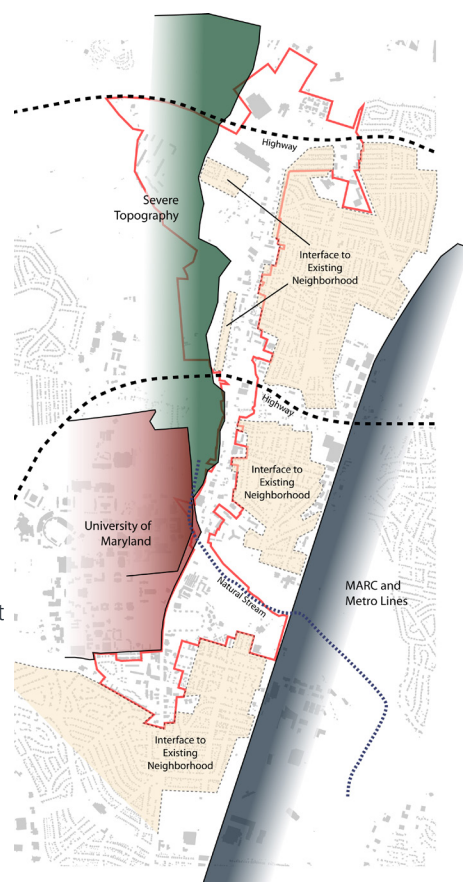 Highway
Severe
Topography
Interface to
Existing
Neighborhood
Highway
Interface to
Existing
Neighborhood
University of
Maryland
Natural Stream
MARC and
Metro Lines
t
Interface to
Existing
Neighborhood